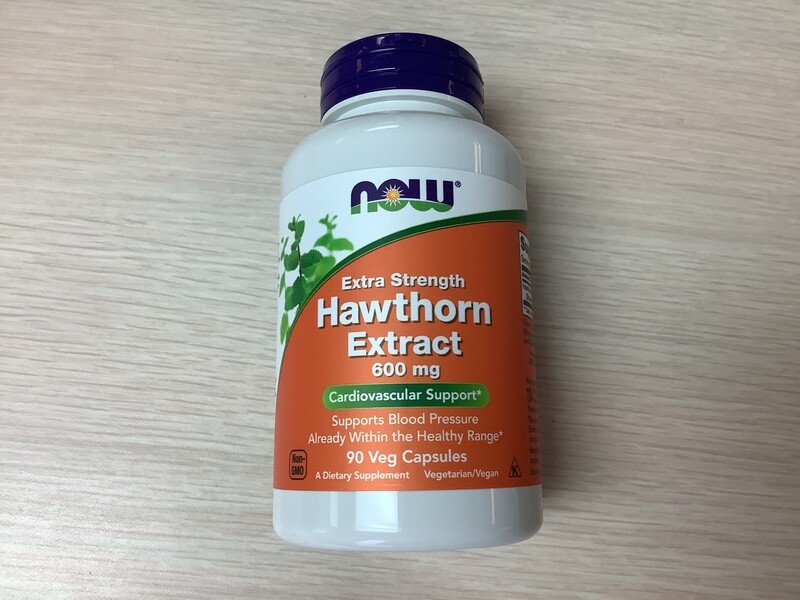 NOW®
Extra Strength
Hawthorn
Extract
600 mg
Cardiovascular Support*
Supports Blood Pressure
Already Within the Healthy Range*
90 Veg Capsules
Non-
GMO
A Dietary Supplement Vegetarian/Vegan
K